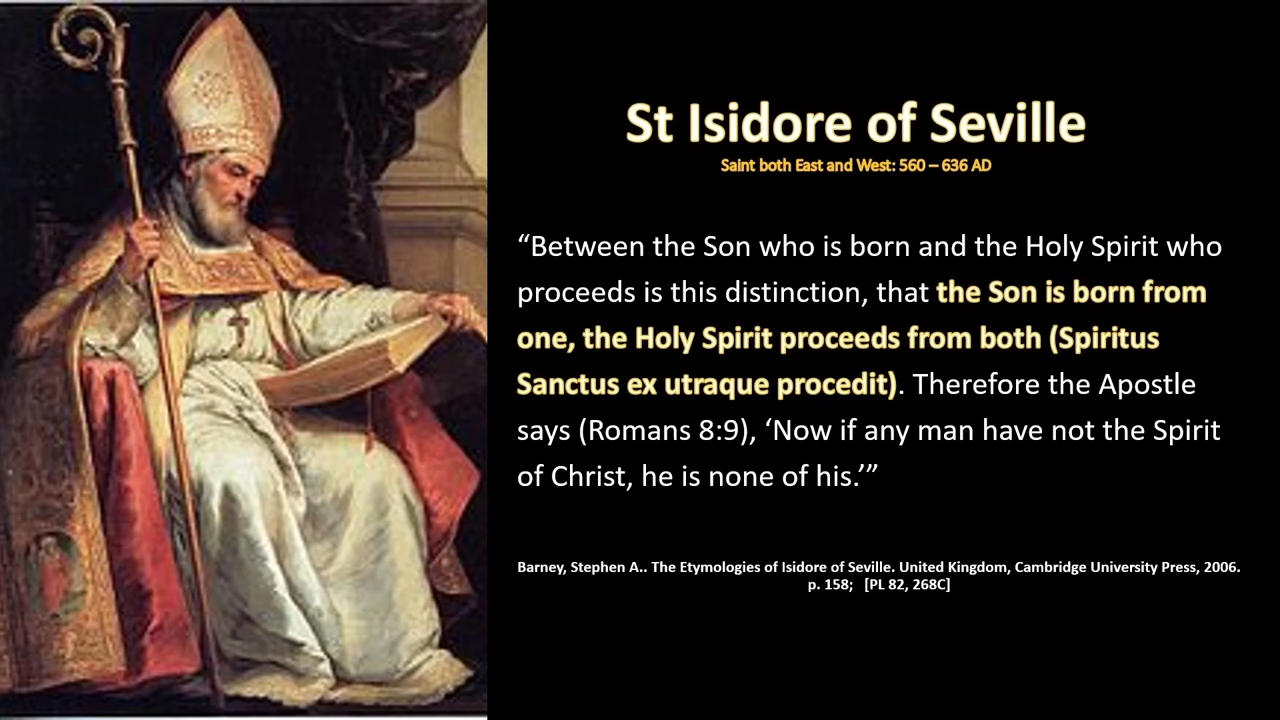 St Isidore of Seville
Saint both East and West: 560 – 636 AD
“Between the Son who is born and the Holy Spirit who
proceeds is this distinction, that the Son is born from
one, the Holy Spirit proceeds from both (Spiritus
Sanctus ex utraque procedit). Therefore the Apostle
says (Romans 8:9), ‘Now if any man have not the Spirit
of Christ, he is none of his.’”
Barney, Stephen A.. The Etymologies of Isidore of Seville. United Kingdom, Cambridge University Press, 2006.
p. 158; [PL 82, 268C]